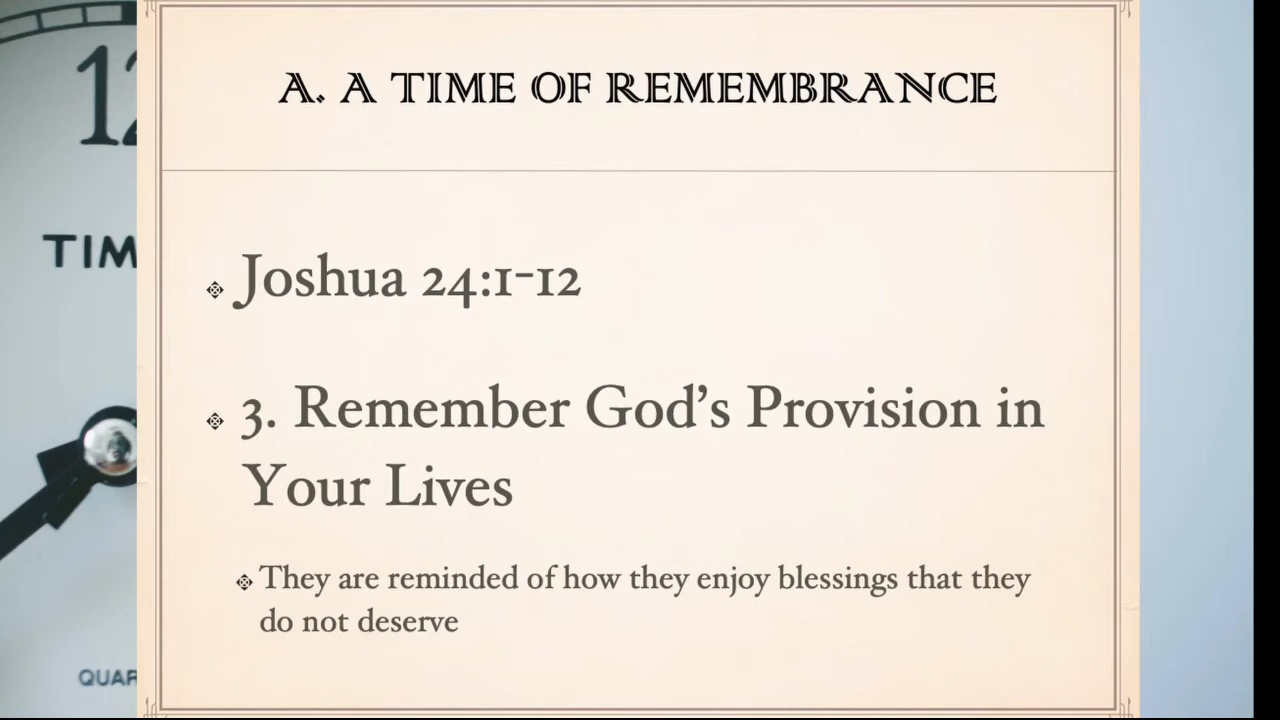 12
TIM
QUAR
A. A TIME OF REMEMBRANCE
Joshua 24:1-12
3. Remember God's Provision in
Your Lives
They are reminded of how they enjoy blessings that they
do not deserve